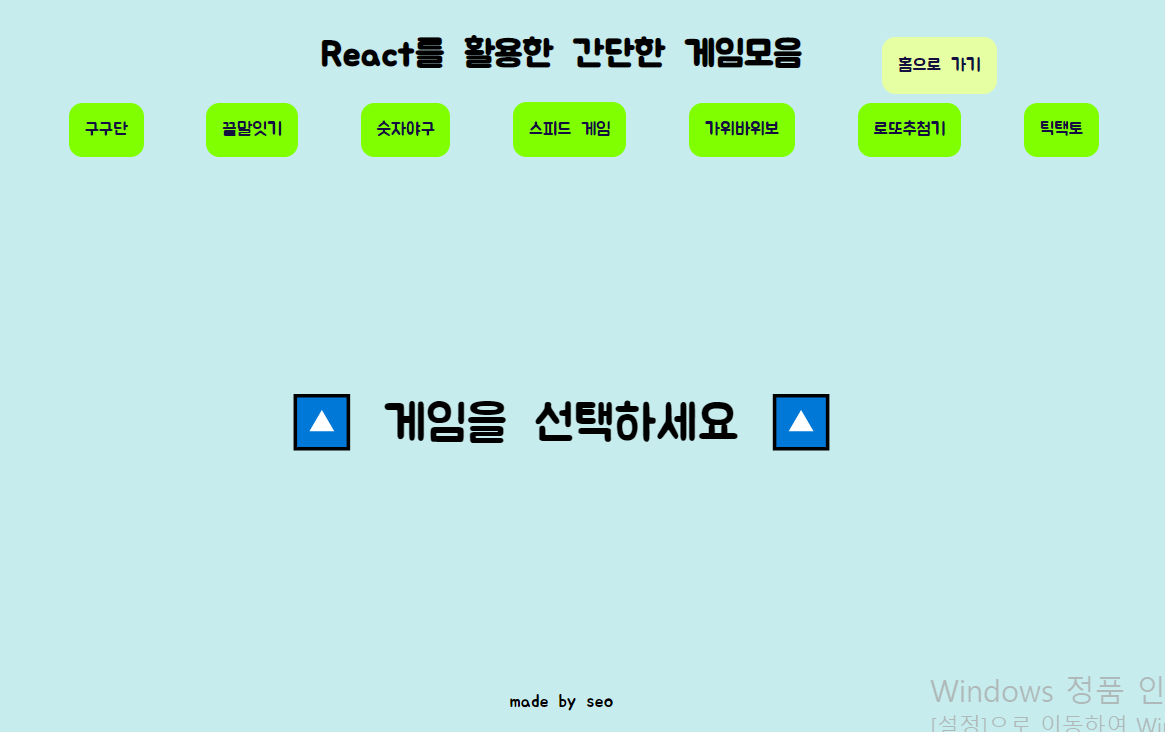 React를 활용한 간단한 게임모음
홈으로 가기
구구단 끝말잇기 숫자야구 스피드 게임 가위바위보 로또추첨기 틱택토
게임을 선택하세요
made by seo
Windows 정품 인
[설정]으로 이동하여